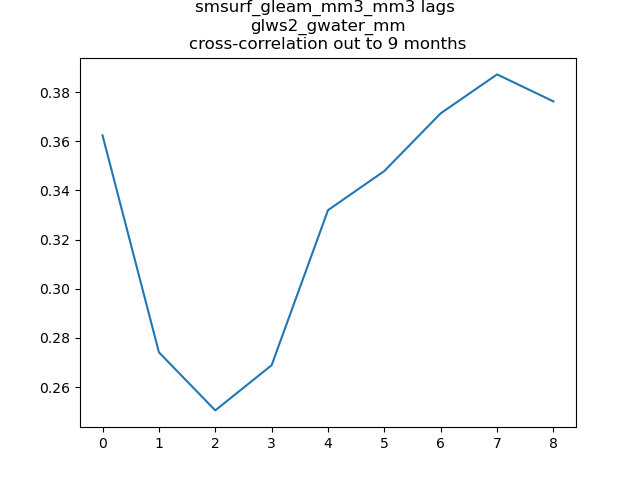 smsurf_gleam_mm3_mm3 lags
glws2_gwater_mm
cross-correlation out to 9 months
0.38
0.36
0.34
0.32
0.30
0.28
0.26
0 1 2 3 4 5 6 7 8